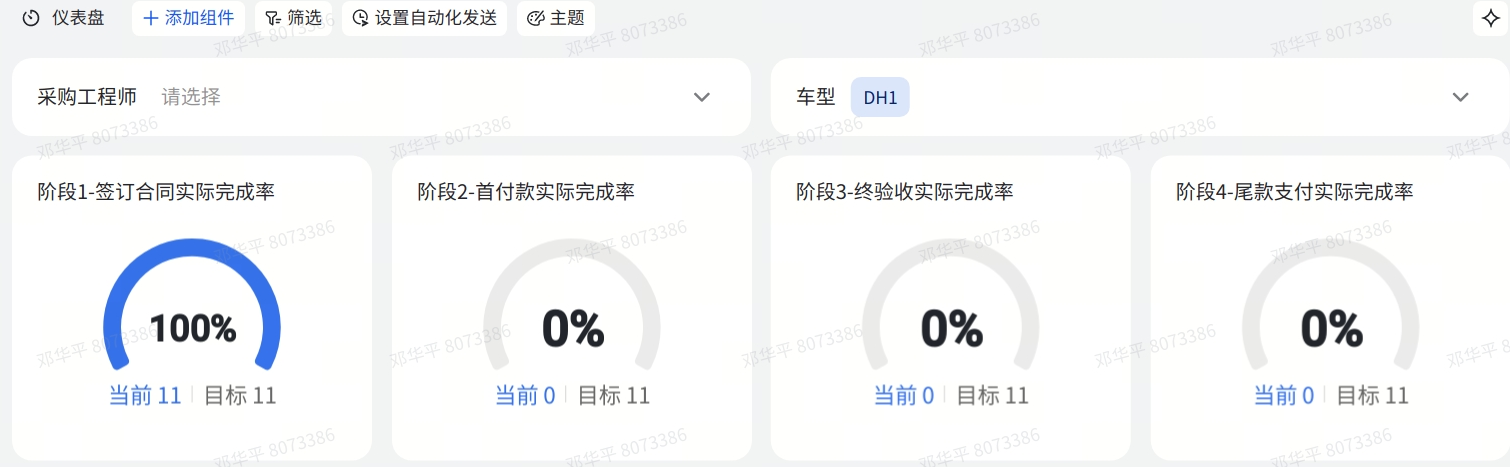 仪表盘 添加组件 筛选 设置自动化发送 主题
采购工程师 请选择 车型 DH1
阶段1-签订合同实际完成率 阶段2-首付款实际完成率 阶段3-终验收实际完成率 阶段4-尾款支付实际完成率
100% 0% 0% 0%
当前 11 目标 11 当前 0 目标 11 当前 0 目标 11 当前 0 目标 11
邓华平 8073386